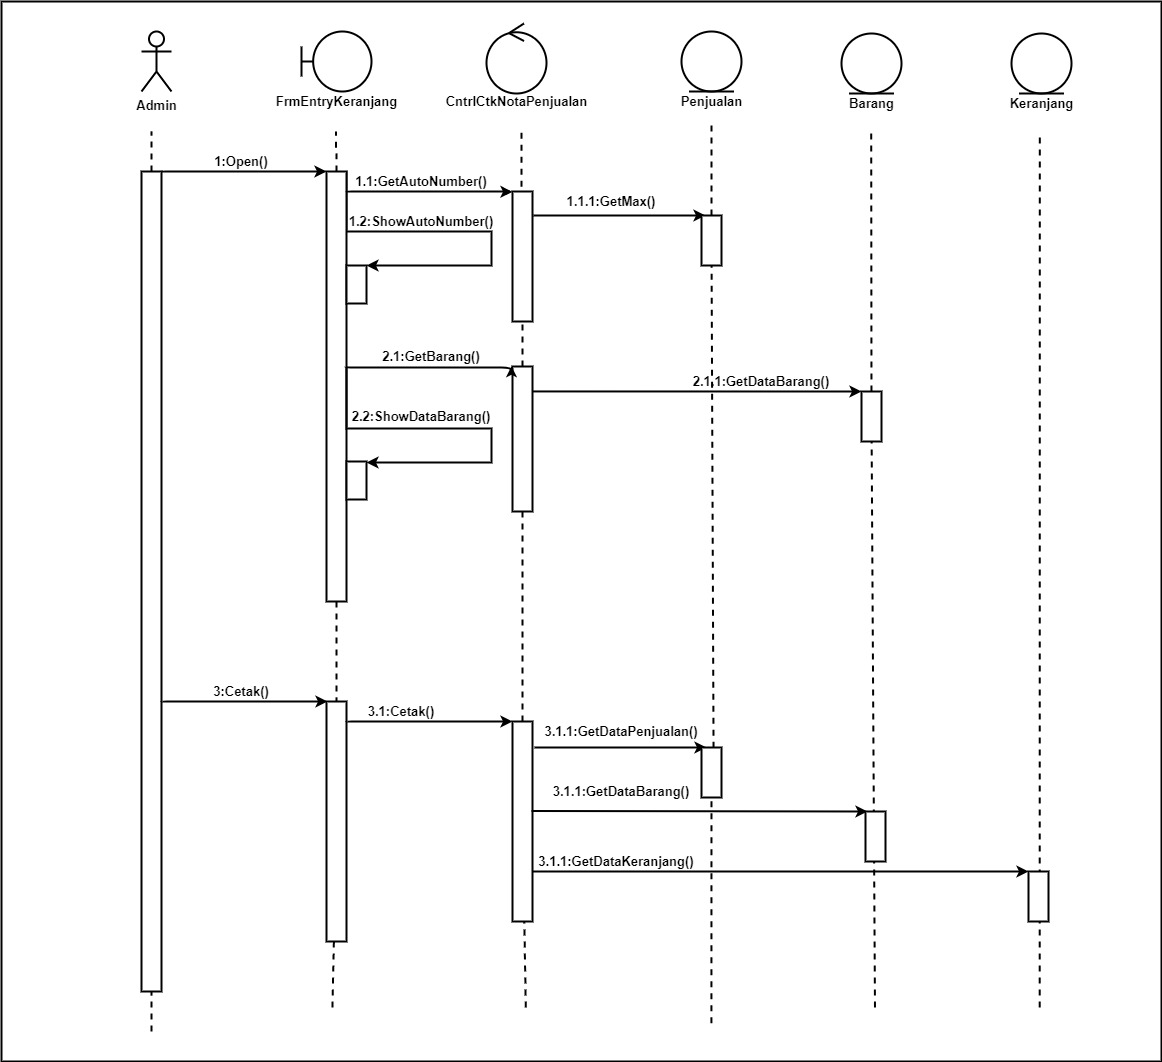 Admin
FrmEntryKeranjang
CntrlCtkNotaPenjualan
Penjualan
Barang
Keranjang
1:Open()
1.1:GetAutoNumber()
1.1.1:GetMax()
1.2:ShowAutoNumber()
2.1:GetBarang()
2.1.1:GetDataBarang()
2.2:ShowDataBarang()
3:Cetak()
3.1:Cetak()
3.1.1:GetDataPenjualan()
3.1.1:GetDataBarang()
3.1.1:GetDataKeranjang()